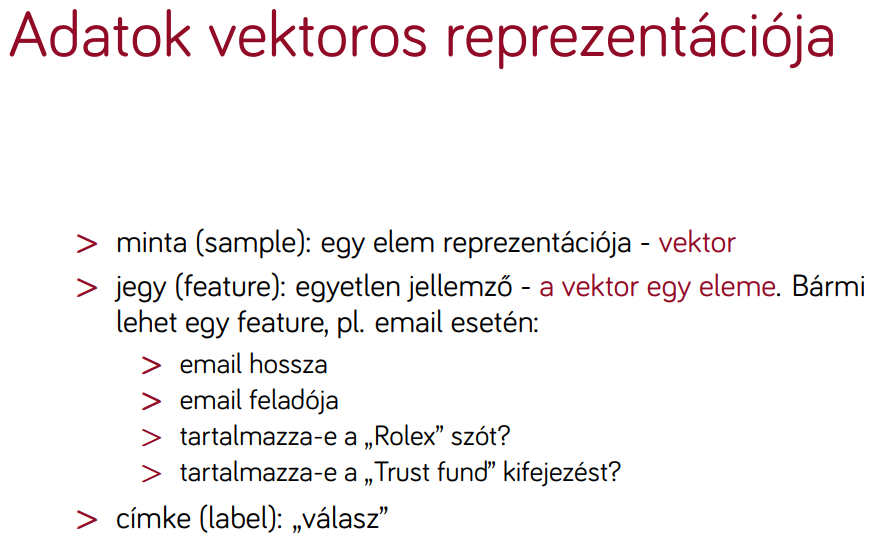 Adatok vektoros reprezentációja
> minta (sample): egy elem reprezentációja - vektor
> jegy (feature): egyetlen jellemző - a vektor egy eleme. Bármi
lehet egy feature, pl. email esetén:
> email hossza
> email feladója
> tartalmazza-e a „Rolex” szót?
> tartalmazza-e a „Trust fund” kifejezést?
> címke (label): „válasz”